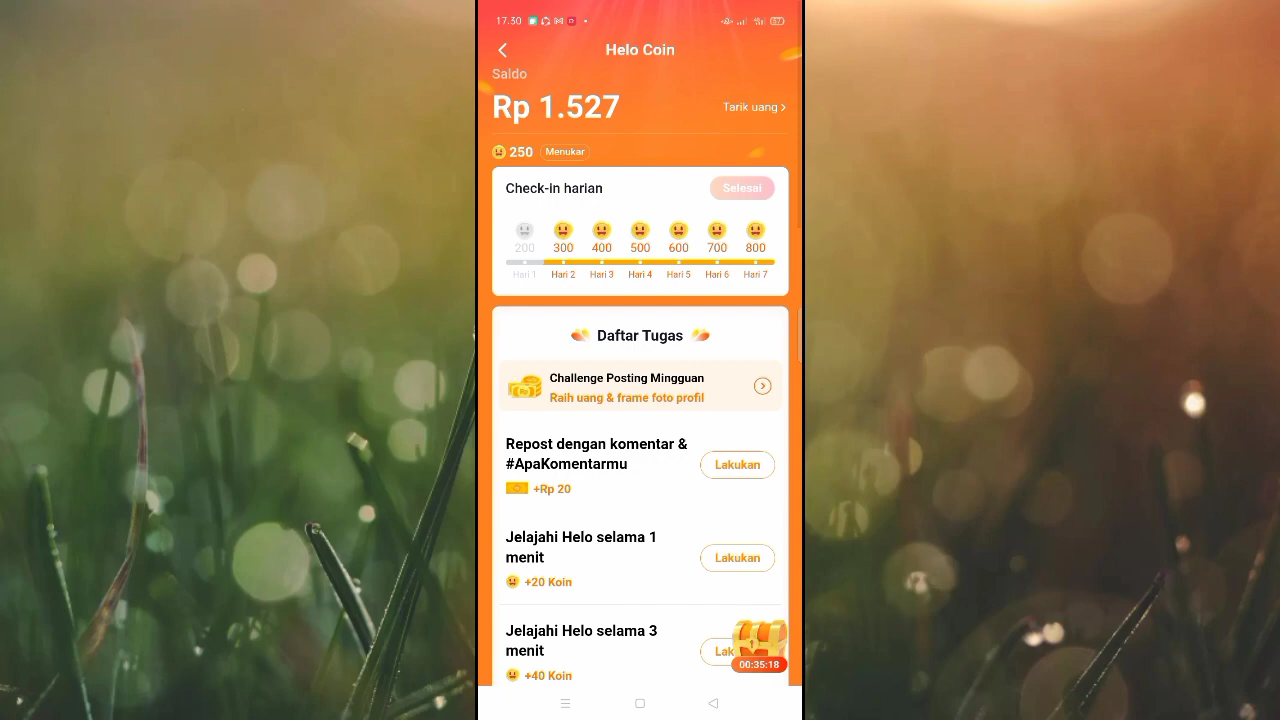 17.30
Helo Coin
Saldo
Rp 1.527
Tarik uang
250 Menukar
Check-in harian
Selesai
200 300 400 500 600 700 800
Hari 1 Hari 2 Hari 3 Hari 4 Hari 5 Hari 6 Hari 7
Daftar Tugas
Challenge Posting Mingguan
Raih uang & frame foto profil
Repost dengan komentar &
#ApaKomentarmu
Lakukan
+Rp 20
Jelajahi Helo selama 1
menit
Lakukan
+20 Koin
Jelajahi Helo selama 3
menit
Lak
00:35:18
+40 Koin